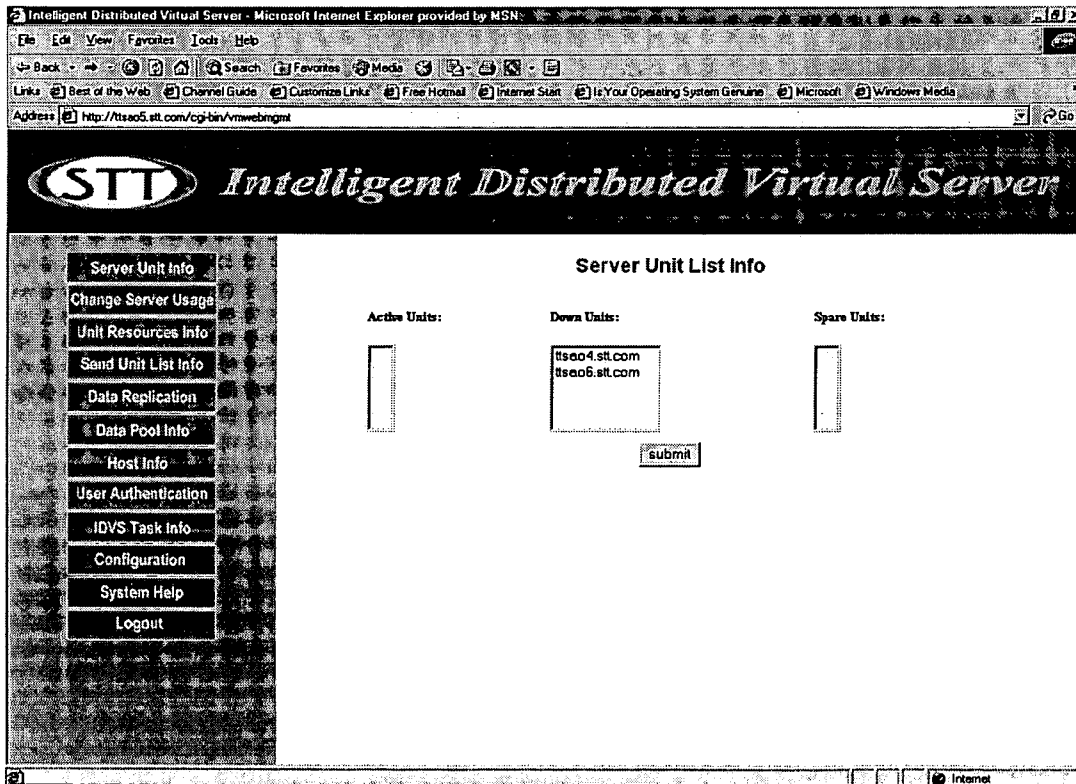 Intelligent Distributed Virtual Server - Microsoft Internet Explorer provided by MSN
File Edit View Favorites Tools Help
Back Search Favorites Media
Links Best of the Web Channel Guide Customize Links Free Hotmail Internet Start Is Your Operating System Genuine Microsoft Windows Media
Address http://ttsao5.stt.com/cgi-bin/vmwebmgmt Go
STT Intelligent Distributed Virtual Server
Server Unit Info
Change Server Usage
Unit Resources Info
Send Unit List Info
Data Replication
Data Pool Info
Host Info
User Authentication
IDVS Task Info
Configuration
System Help
Logout
Server Unit List Info
Active Units: Down Units: Spare Units:
ttsao4.stt.com
ttsao6.stt.com
submit
Internet